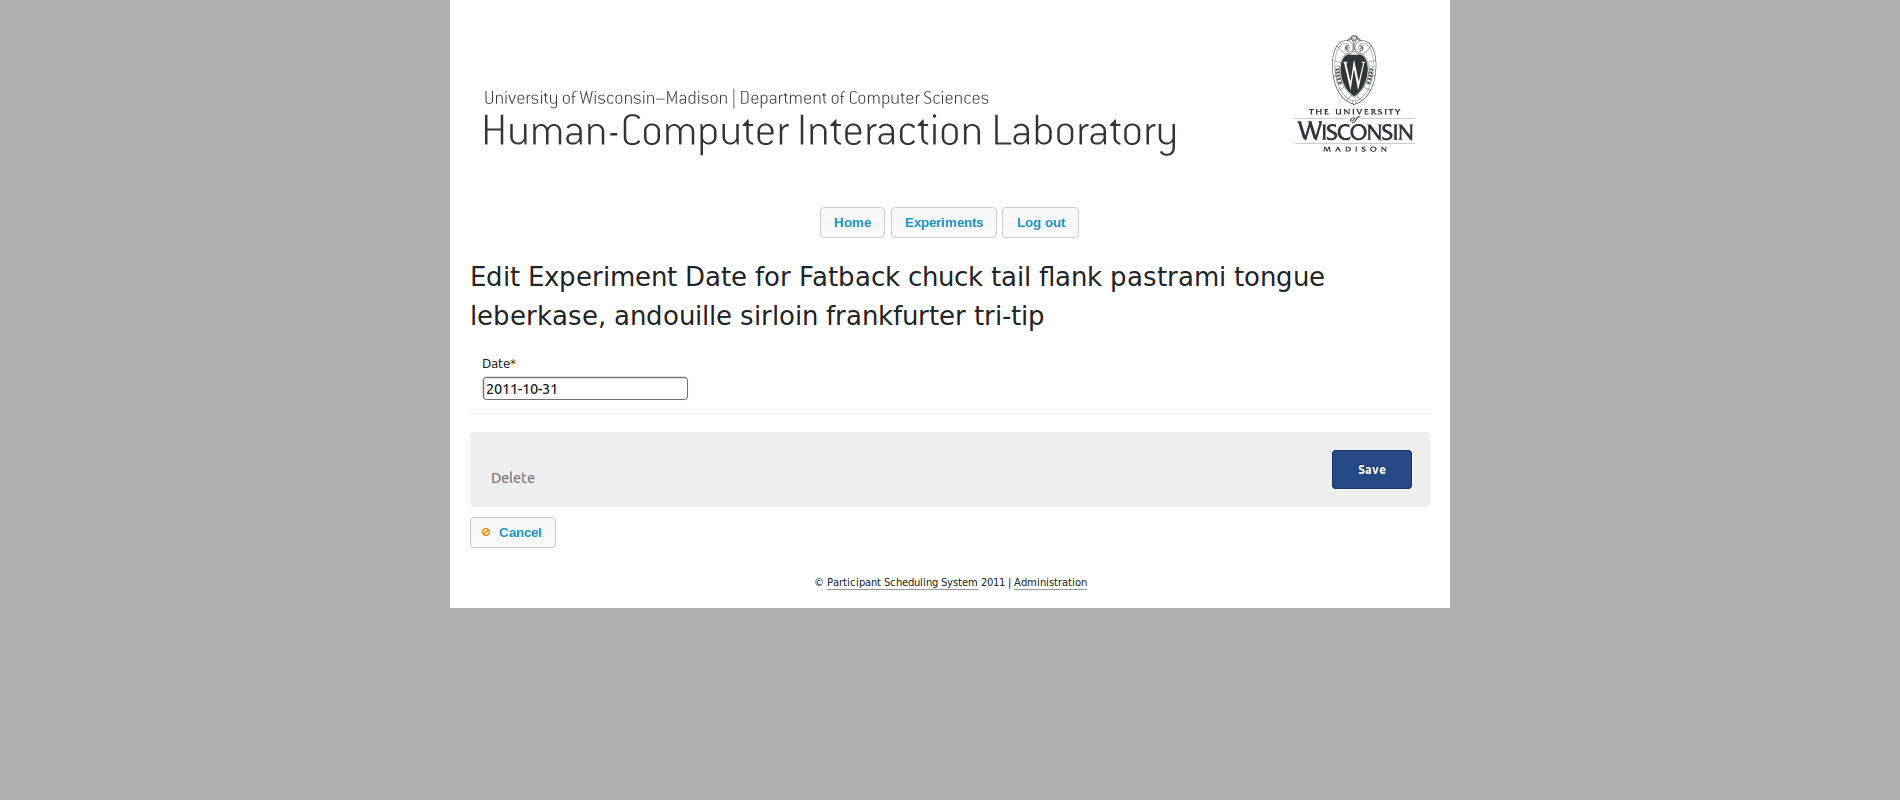 University of Wisconsin–Madison | Department of Computer Sciences
Human-Computer Interaction Laboratory
W
THE UNIVERSITY
of
WISCONSIN
MADISON
Home Experiments Log out
Edit Experiment Date for Fatback chuck tail flank pastrami tongue
leberkase, andouille sirloin frankfurter tri-tip
Date*
2011-10-31
Delete
Save
Cancel
© Participant Scheduling System 2011 | Administration